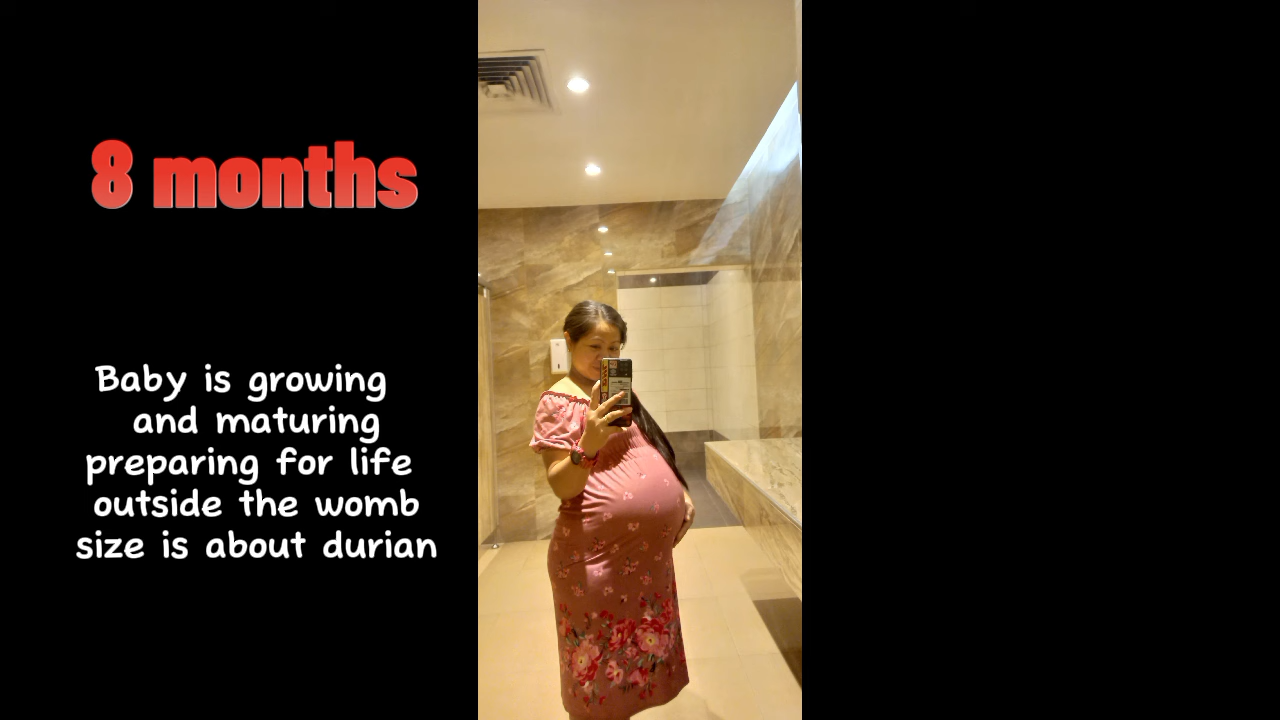 8 months
Baby is growing
and maturing
preparing for life
outside the womb
size is about durian